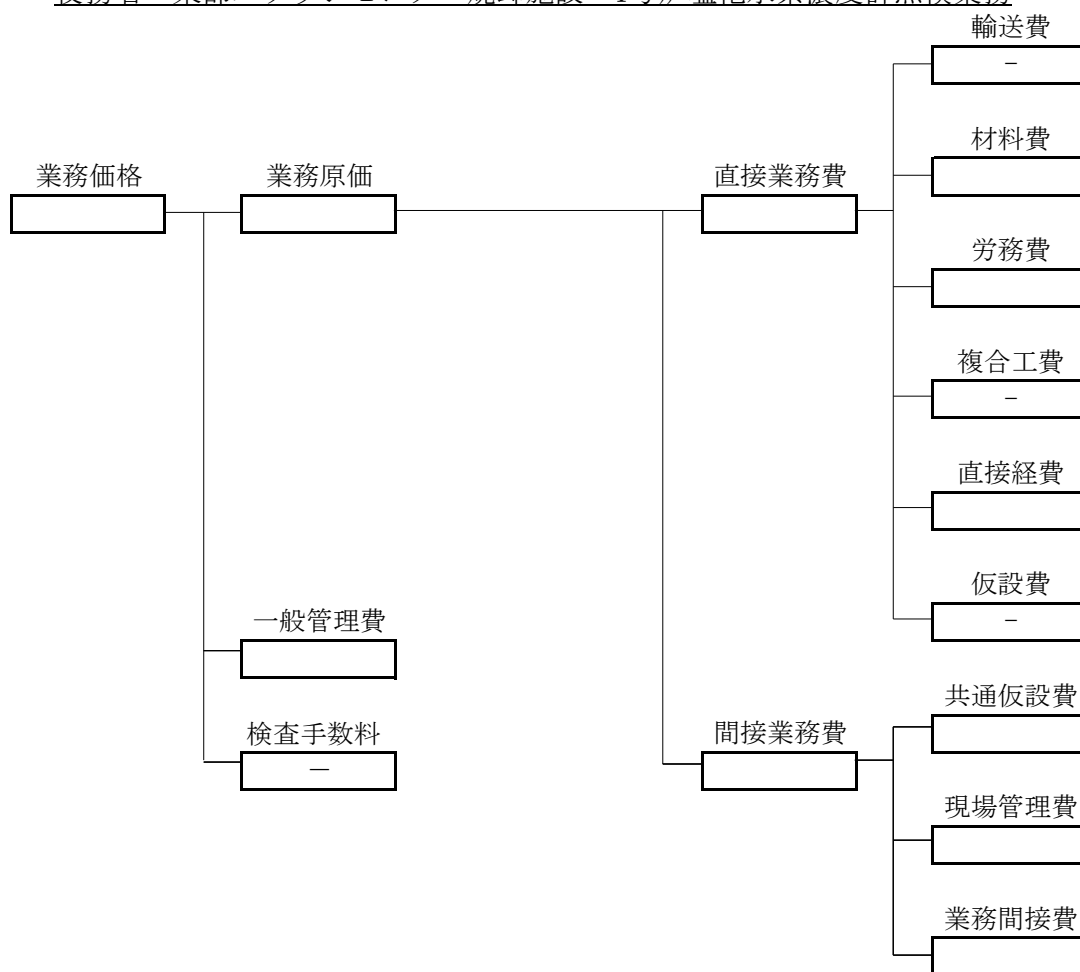 輸送費
－
材料費
業務価格
業務原価
直接業務費
労務費
複合工費
－
直接経費
仮設費
－
一般管理費
共通仮設費
検査手数料
－
間接業務費
現場管理費
業務間接費